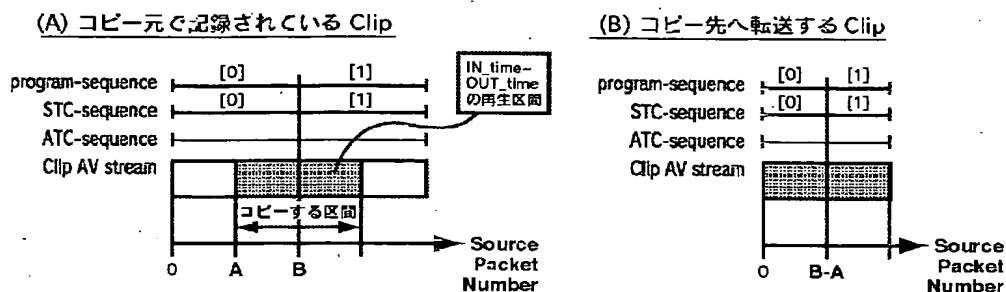 (A) コピー元で記録されている Clip
(B) コピー先へ転送する Clip
IN_time–
OUT_time
の再生区間
program-sequence [0] [1]
STC-sequence [0] [1]
ATC-sequence
Clip AV stream
コピーする区間
0 A B
Source
Packet
Number
program-sequence [0] [1]
STC-sequence [0] [1]
ATC-sequence
Clip AV stream
0 B-A
Source
Packet
Number